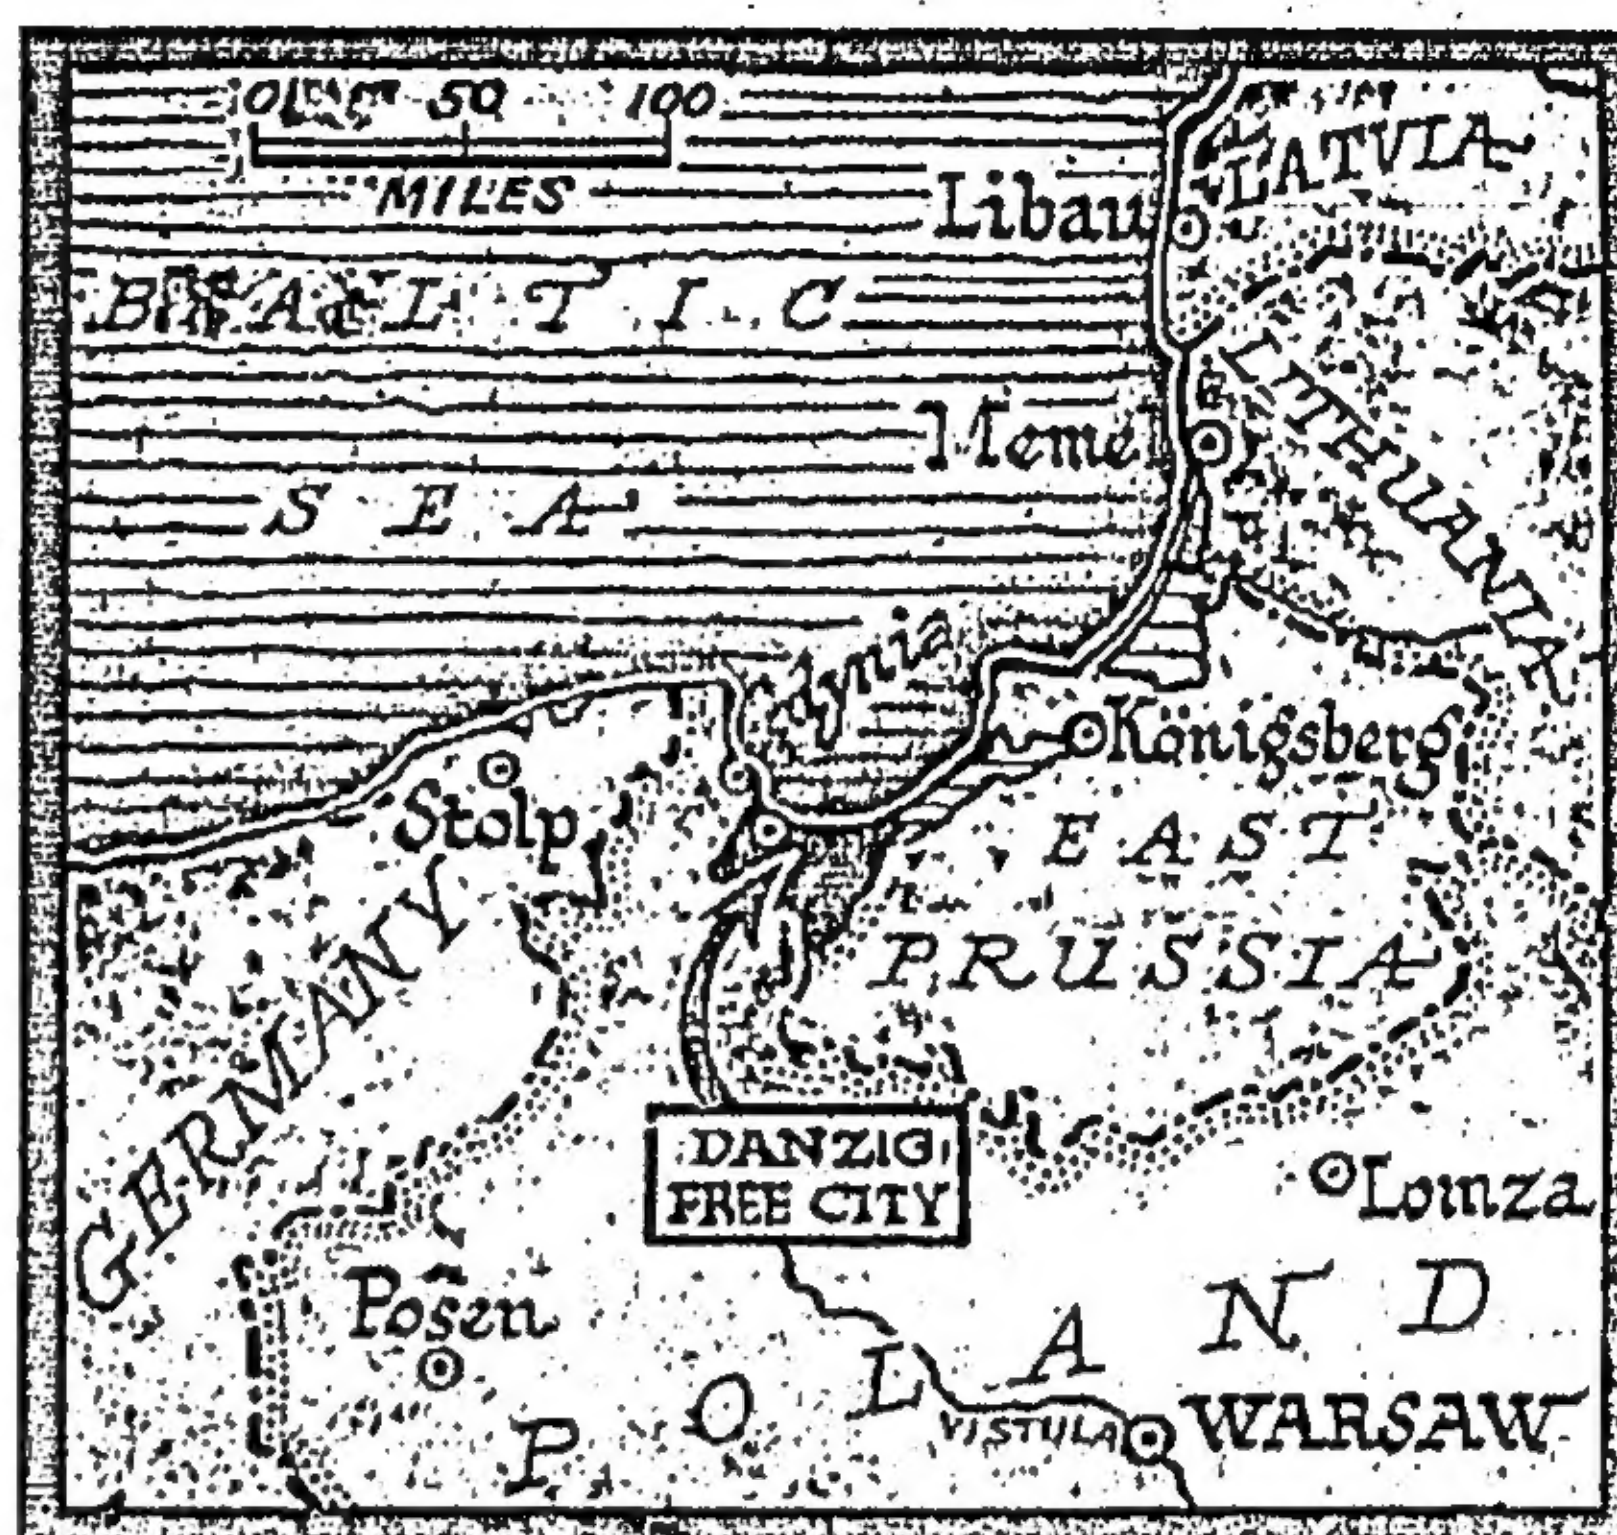 0 50 100
MILES
LATVIA
Libau
BALTIC
LITHUANIA
Memel
SEA
Gdynia
Königsberg
Stolp
EAST
GERMANY
PRUSSIA
DANZIG
FREE CITY
Lomza
Posen
POLAND
VISTULA
WARSAW